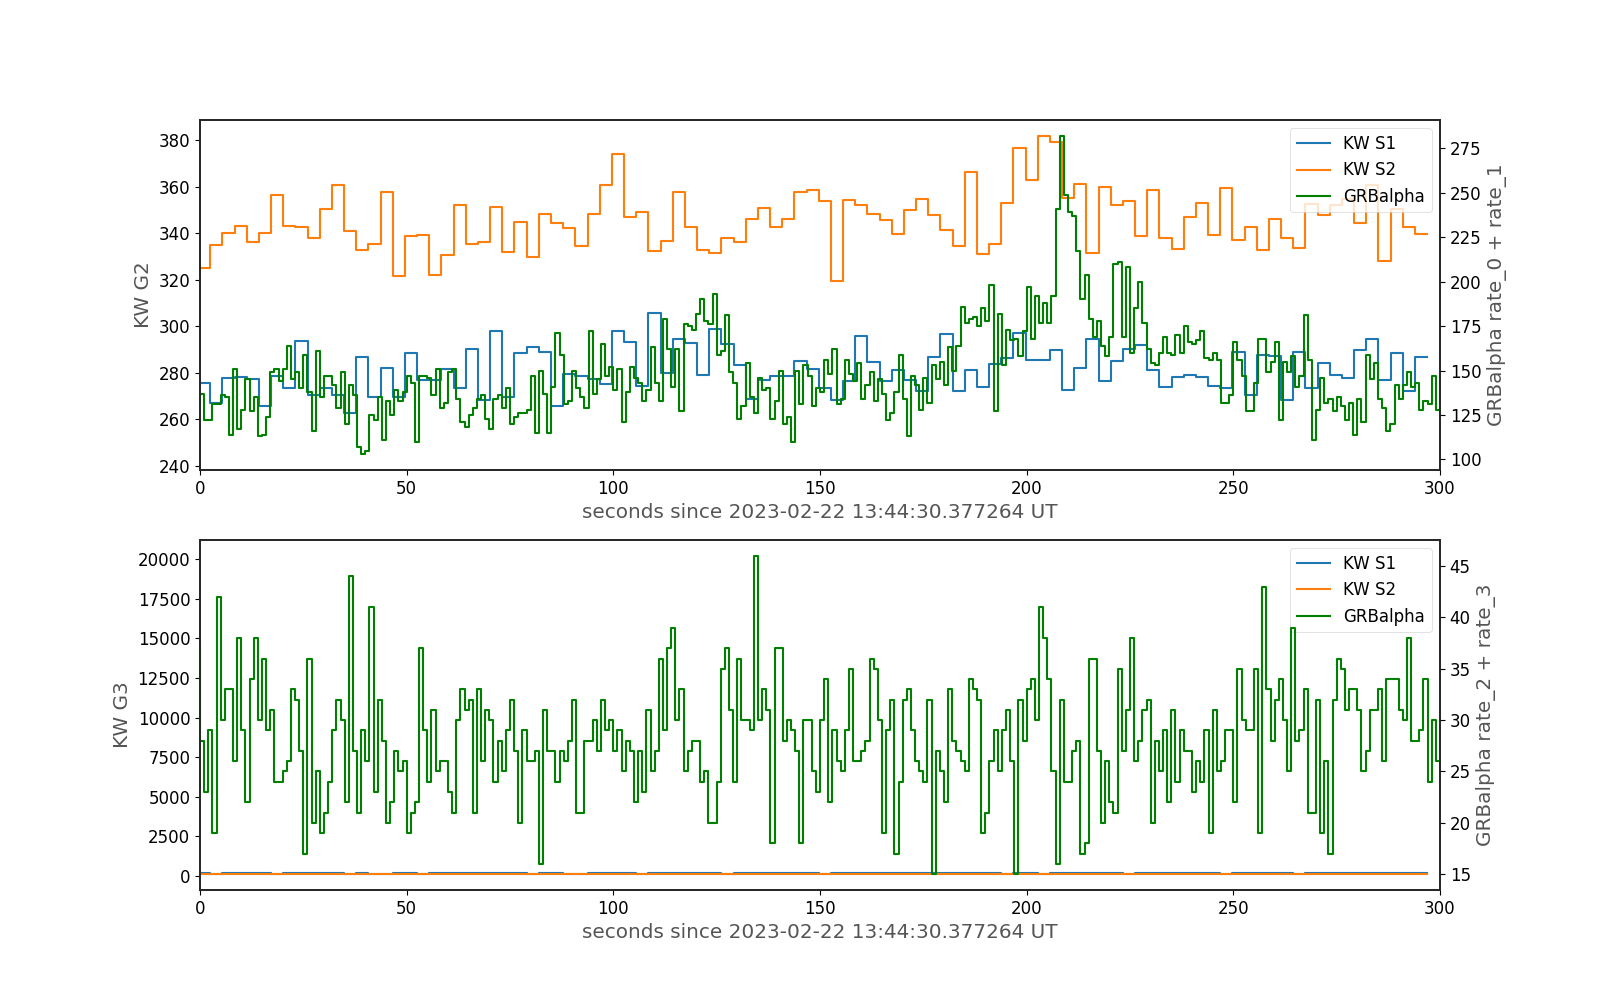 380
360
340
320
300
280
260
240
KW G2
KW S1
KW S2
GRBalpha
275
250
225
200
175
150
125
100
GRBalpha rate_0 + rate_1
0 50 100 150 200 250 300
seconds since 2023-02-22 13:44:30.377264 UT
20000
17500
15000
12500
10000
7500
5000
2500
0
KW G3
KW S1
KW S2
GRBalpha
45
40
35
30
25
20
15
GRBalpha rate_2 + rate_3
0 50 100 150 200 250 300
seconds since 2023-02-22 13:44:30.377264 UT